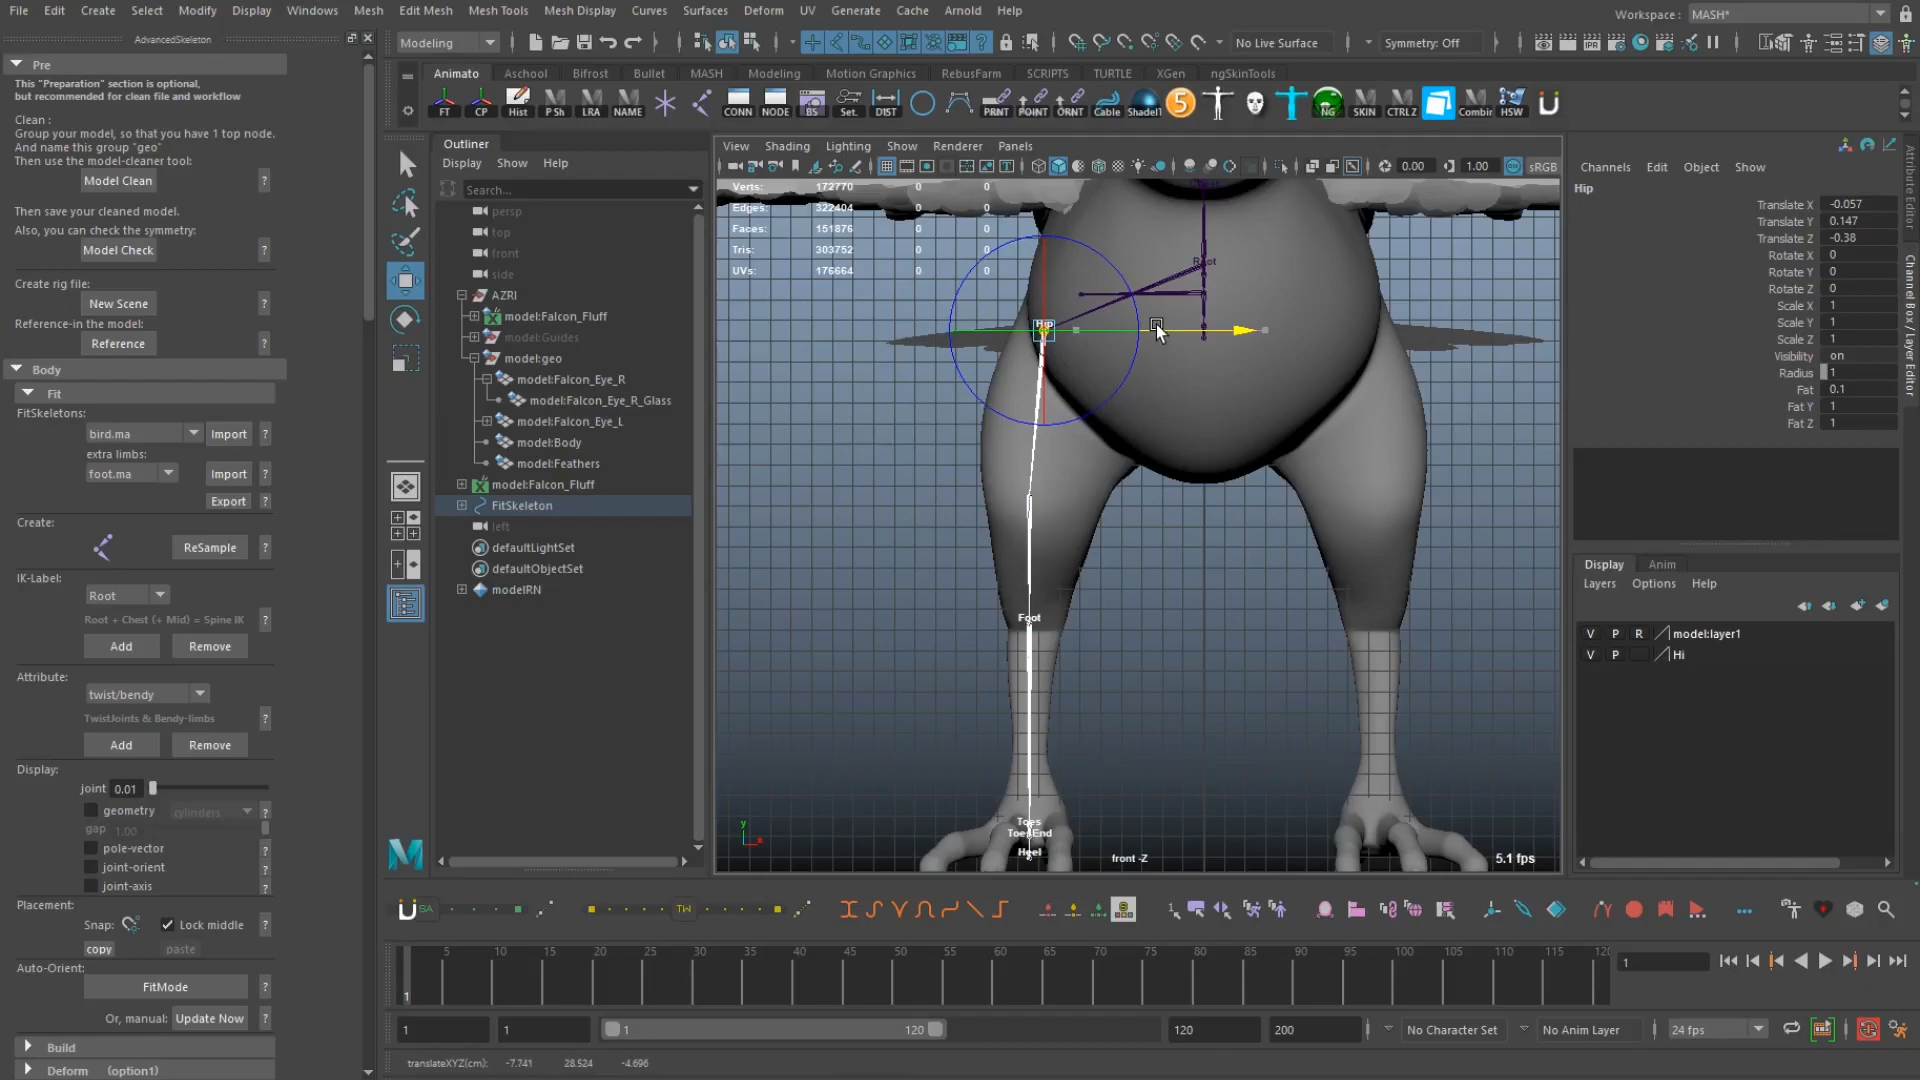 File Edit Create Select Modify Display Windows Mesh Edit Mesh Mesh Tools Mesh Display Curves Surfaces Deform UV Generate Cache Arnold Help
Workspace : MASH*
AdvancedSkeleton
Modeling
No Live Surface
Symmetry: Off
Animato Aschool Bifrost Bullet MASH Modeling Motion Graphics RebusFarm SCRIPTS TURTLE XGen ngSkinTools
FT CP Hist P Sh LRA NAME CONN NODE BS Set. DIST PRNT POINT ORNT Cable Shadel1 5 NG SKIN CTRLZ Combir HSW
Pre
This "Preparation" section is optional,
but recommended for clean file and workflow
Clean :
Group your model, so that you have 1 top node.
And name this group "geo"
Then use the model-cleaner tool:
Model Clean ?
Then save your cleaned model.
Also, you can check the symmetry:
Model Check ?
Create rig file:
New Scene ?
Reference-in the model:
Reference ?
Body
Fit
FitSkeletons:
bird.ma Import ?
extra limbs:
foot.ma Import ?
Export ?
Create:
ReSample ?
IK-Label:
Root
Root + Chest (+ Mid) = Spine IK ?
Add Remove
Attribute:
twist/bendy
TwistJoints & Bendy-limbs ?
Add Remove
Display:
joint 0.01
geometry cylinders ?
gap 1.00
pole-vector ?
joint-orient ?
joint-axis ?
Placement:
Snap: Lock middle ?
copy paste
Auto-Orient:
FitMode ?
Or, manual: Update Now ?
Build
Deform (option1)
Outliner
Display Show Help
Search...
persp
top
front
side
AZRI
model:Falcon_Fluff
model:Guides
model:geo
model:Falcon_Eye_R
model:Falcon_Eye_R_Glass
model:Falcon_Eye_L
model:Body
model:Feathers
model:Falcon_Fluff
FitSkeleton
left
defaultLightSet
defaultObjectSet
modelRN
View Shading Lighting Show Renderer Panels
0.00 1.00 sRGB
Verts: 172770 0 0
Edges: 322404 0 0
Faces: 151876 0 0
Tris: 303752 0 0
UVs: 176664 0 0
Root
Hip
Foot
Toes
ToesEnd
Heel
y
x
front -Z
5.1 fps
Channels Edit Object Show
Hip
Translate X -0.057
Translate Y 0.147
Translate Z -0.38
Rotate X 0
Rotate Y 0
Rotate Z 0
Scale X 1
Scale Y 1
Scale Z 1
Visibility on
Radius 1
Fat 0.1
Fat Y 1
Fat Z 1
Attribute Editor
Channel Box / Layer Editor
Display Anim
Layers Options Help
V P R model:layer1
V P Hi
SA TW
5 10 15 20 25 30 35 40 45 50 55 60 65 70 75 80 85 90 95 100 105 110 115 12
1
1
1 1 1 120 120 200 No Character Set No Anim Layer 24 fps
translateXYZ(cm): -7.741 28.524 -4.696